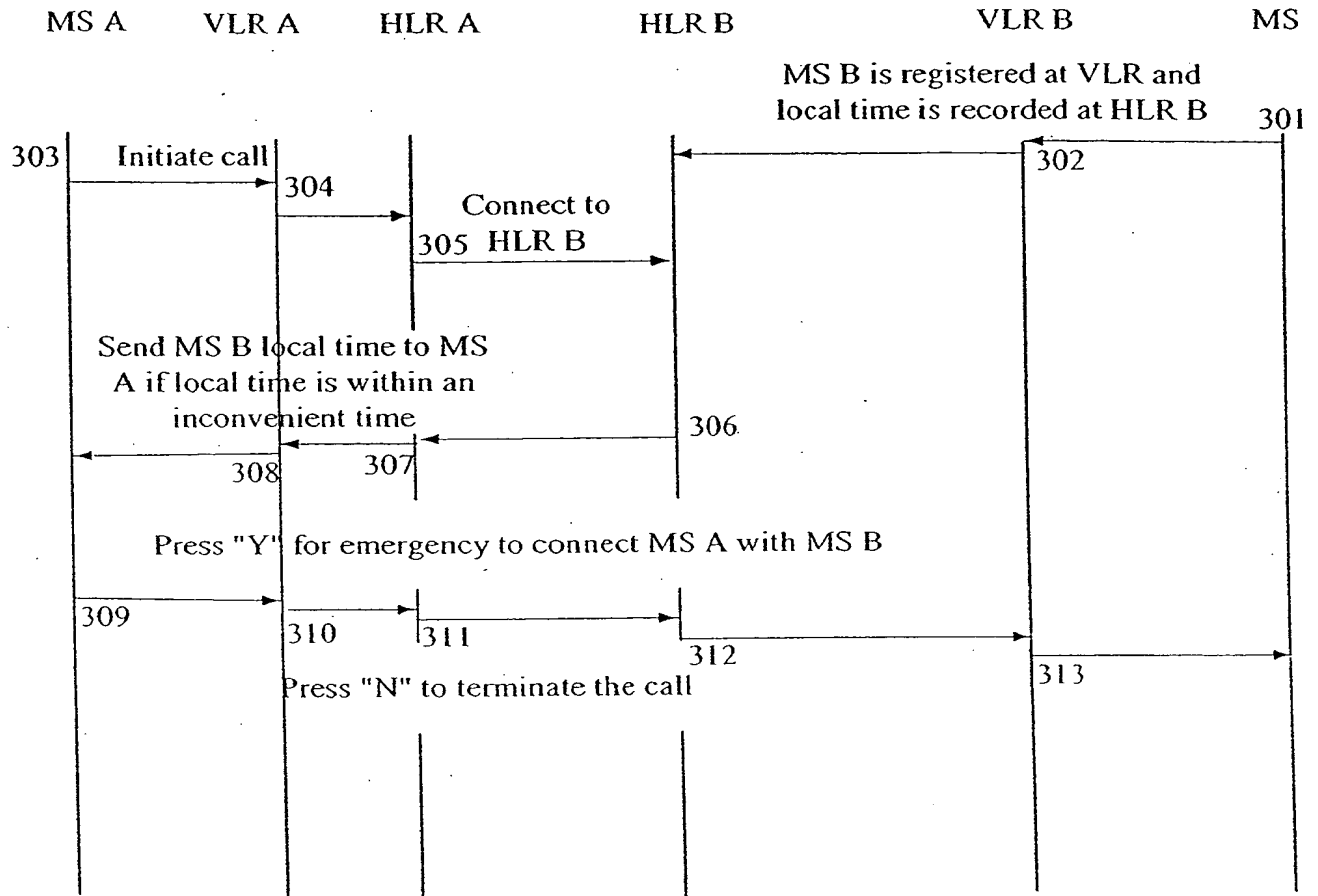 MS A VLR A HLR A HLR B VLR B MS
MS B is registered at VLR and
local time is recorded at HLR B
301
302
303
Initiate call
304
Connect to
305 HLR B
Send MS B local time to MS
A if local time is within an
inconvenient time
306
307
308
Press "Y" for emergency to connect MS A with MS B
309
310
311
312
313
Press "N" to terminate the call